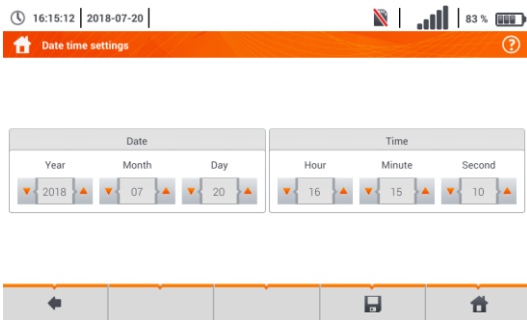 16:15:12 2018-07-20 83 %
Date time settings ?
Date Time
Year Month Day Hour Minute Second
2018 07 20 16 15 10